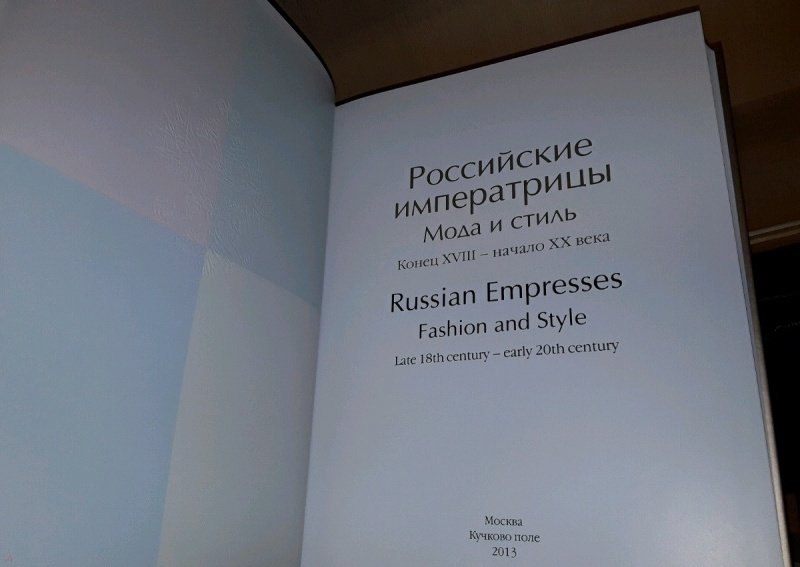 Российские
императрицы
Мода и стиль
Конец XVIII – начало XX века
Russian Empresses
Fashion and Style
Late 18th century – early 20th century
Москва
Кучково поле
2013